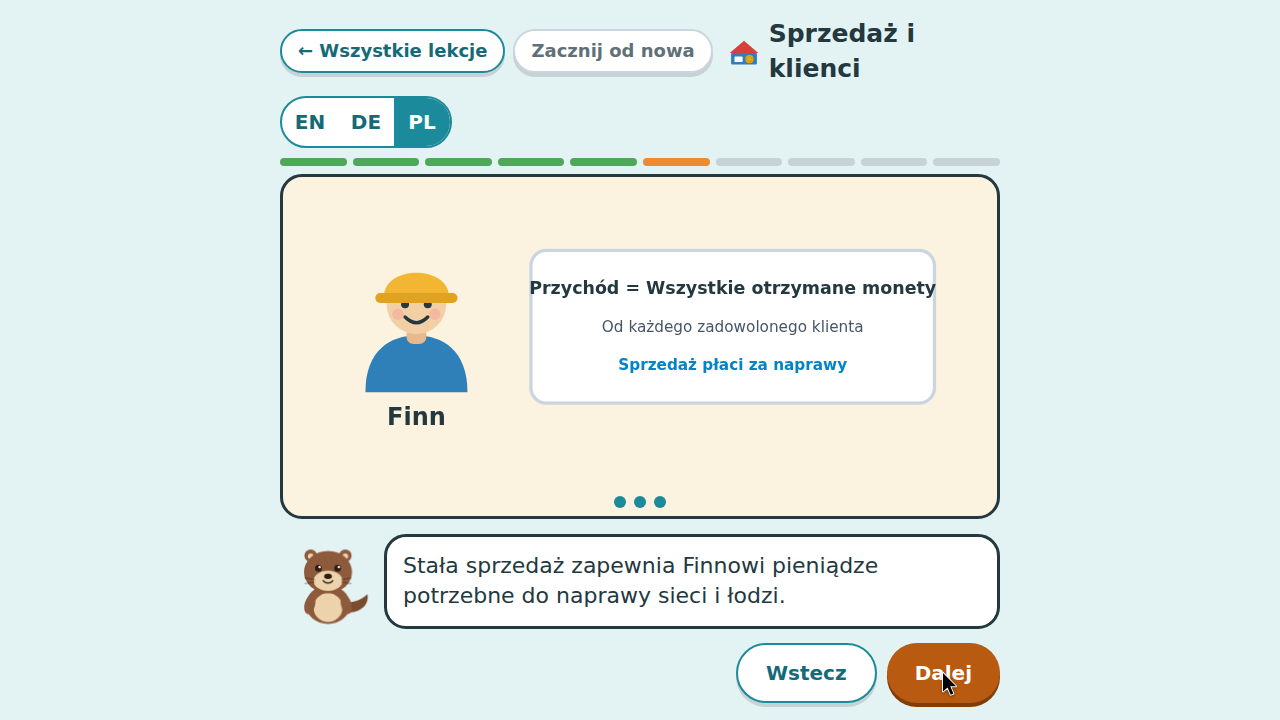 ← Wszystkie lekcje
Zacznij od nowa
Sprzedaż i
klienci
EN DE PL
Przychód = Wszystkie otrzymane monety
Od każdego zadowolonego klienta
Sprzedaż płaci za naprawy
Finn
Stała sprzedaż zapewnia Finnowi pieniądze
potrzebne do naprawy sieci i łodzi.
Wstecz
Dalej